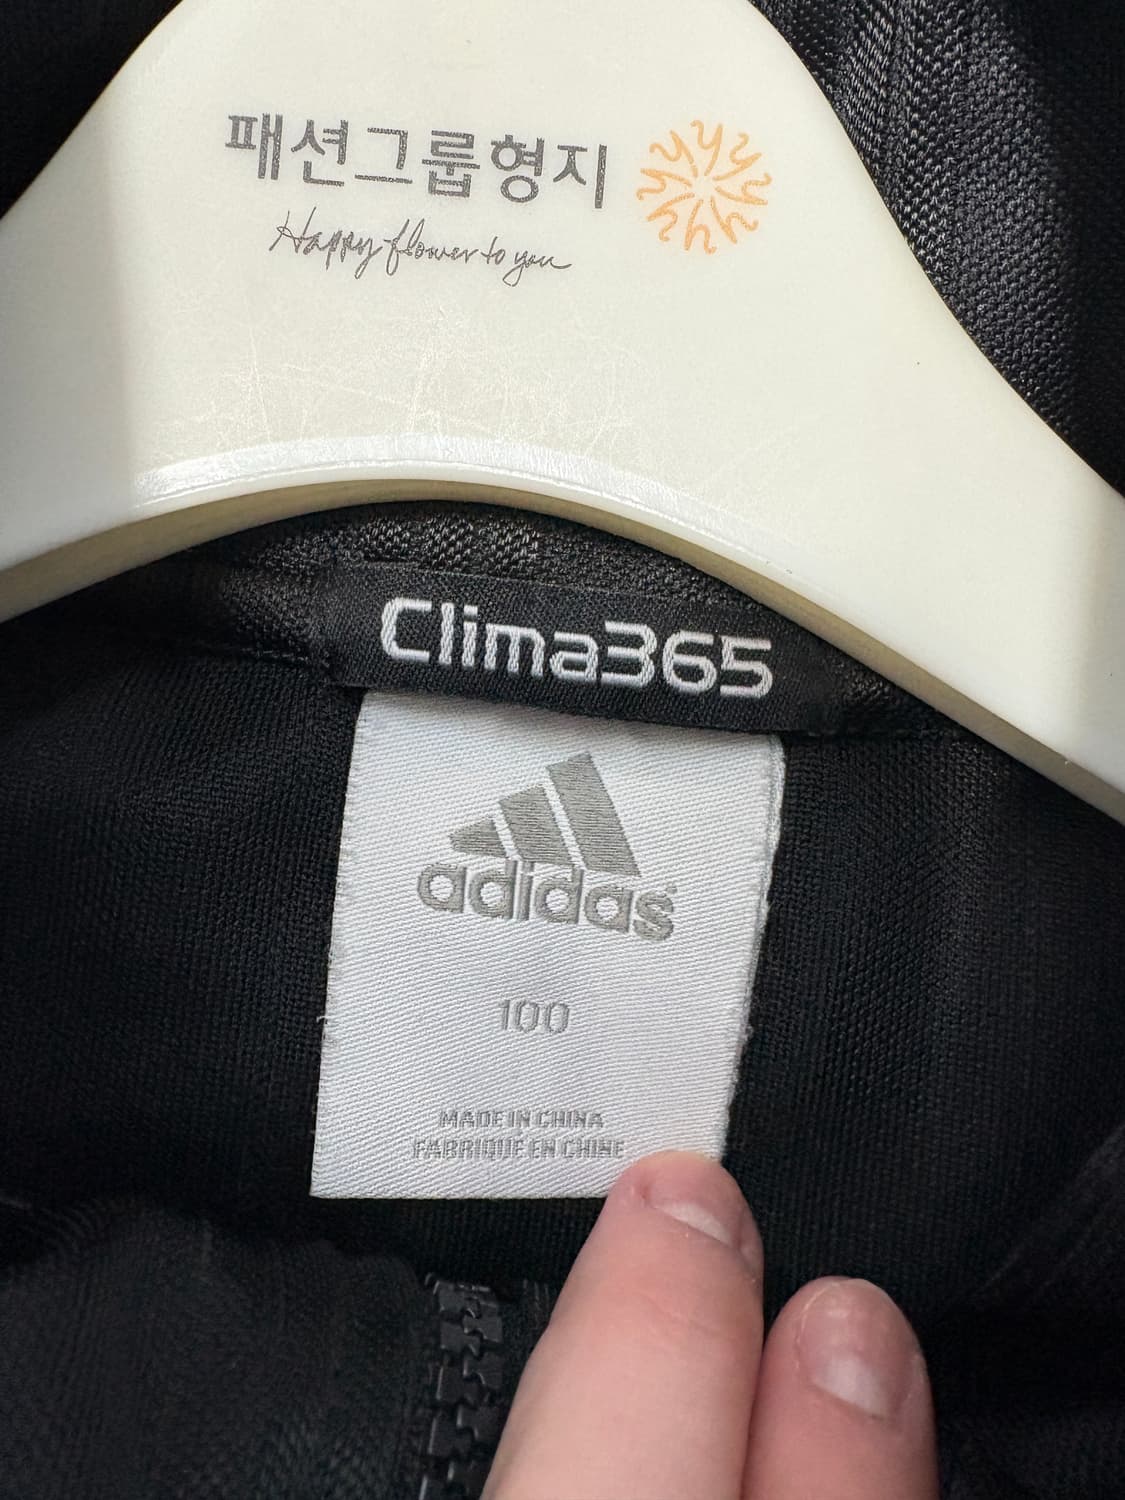 패션그룹형지
Happy flower to you
Clima365
adidas
100
MADE IN CHINA
FABRIQUE EN CHINE